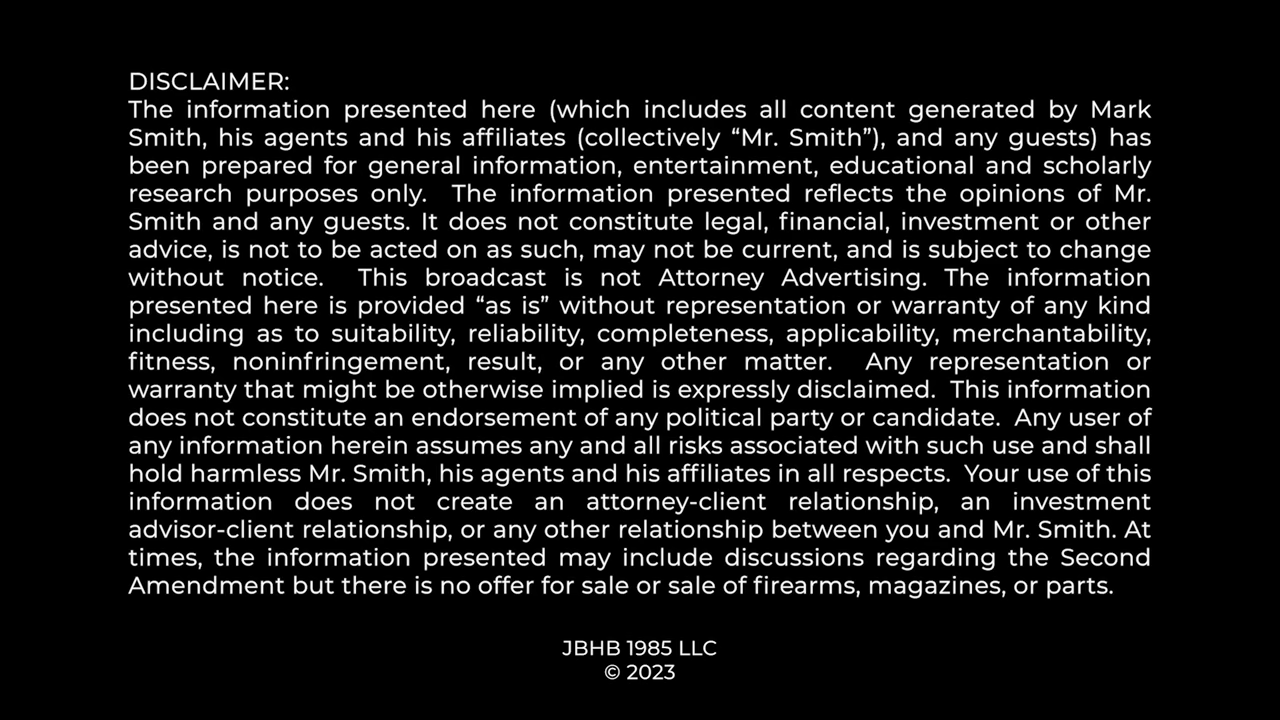 DISCLAIMER:
The information presented here (which includes all content generated by Mark
Smith, his agents and his affiliates (collectively “Mr. Smith”), and any guests) has
been prepared for general information, entertainment, educational and scholarly
research purposes only.  The information presented reflects the opinions of Mr.
Smith and any guests. It does not constitute legal, financial, investment or other
advice, is not to be acted on as such, may not be current, and is subject to change
without notice.  This broadcast is not Attorney Advertising. The information
presented here is provided “as is” without representation or warranty of any kind
including as to suitability, reliability, completeness, applicability, merchantability,
fitness, noninfringement, result, or any other matter.  Any representation or
warranty that might be otherwise implied is expressly disclaimed.  This information
does not constitute an endorsement of any political party or candidate.  Any user of
any information herein assumes any and all risks associated with such use and shall
hold harmless Mr. Smith, his agents and his affiliates in all respects.  Your use of this
information does not create an attorney-client relationship, an investment
advisor-client relationship, or any other relationship between you and Mr. Smith. At
times, the information presented may include discussions regarding the Second
Amendment but there is no offer for sale or sale of firearms, magazines, or parts.
JBHB 1985 LLC
© 2023